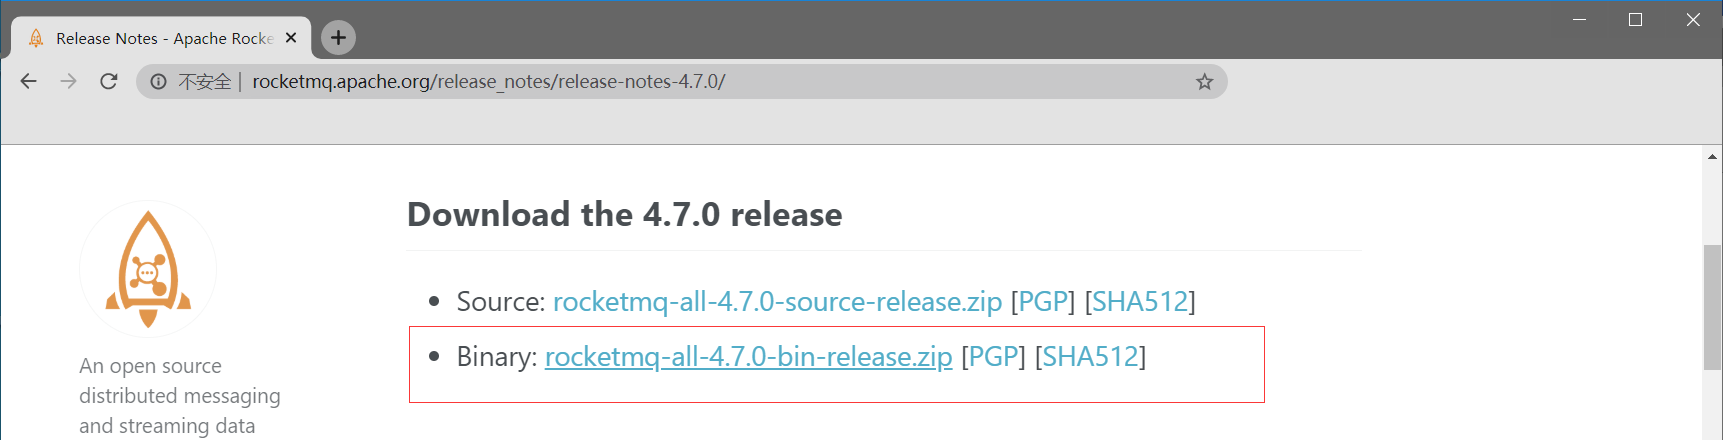 Release Notes - Apache Rocke
不安全 | rocketmq.apache.org/release_notes/release-notes-4.7.0/
Download the 4.7.0 release
Source: rocketmq-all-4.7.0-source-release.zip [PGP] [SHA512]
Binary: rocketmq-all-4.7.0-bin-release.zip [PGP] [SHA512]
An open source
distributed messaging
and streaming data